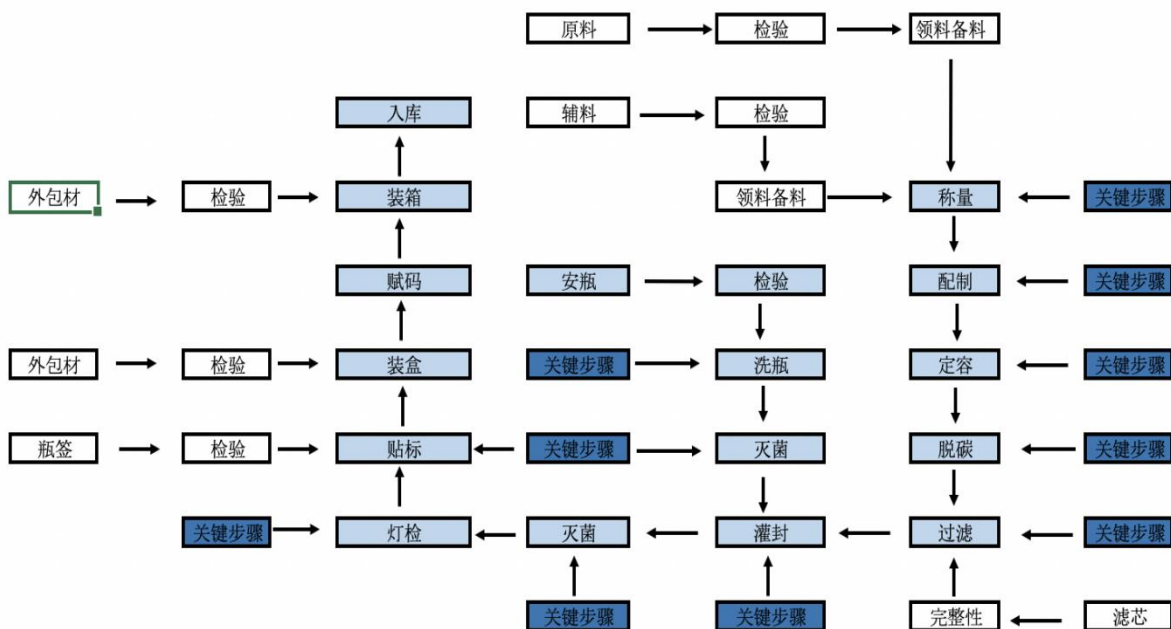 原料
检验
领料备料
入库
辅料
检验
外包材
检验
装箱
领料备料
称量
关键步骤
赋码
安瓶
检验
配制
关键步骤
外包材
检验
装盒
关键步骤
洗瓶
定容
关键步骤
瓶签
检验
贴标
关键步骤
灭菌
脱碳
关键步骤
关键步骤
灯检
灭菌
灌封
过滤
关键步骤
关键步骤
关键步骤
完整性
滤芯